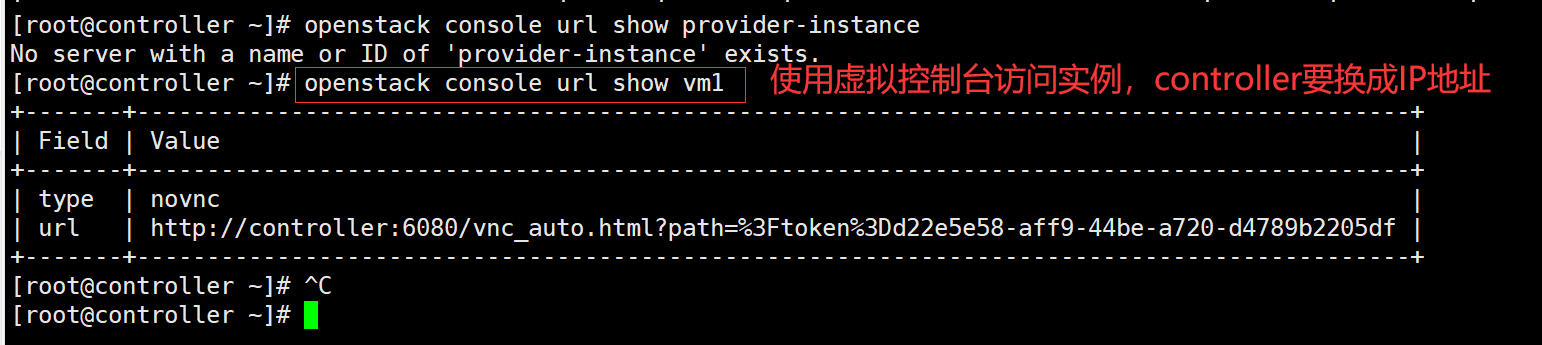 [root@controller ~]# openstack console url show provider-instance
No server with a name or ID of 'provider-instance' exists.
[root@controller ~]# openstack console url show vm1 使用虚拟控制台访问实例，controller要换成IP地址
+-------+----------------------------------------------------------------------------------------+
| Field | Value                                                                                  |
+-------+----------------------------------------------------------------------------------------+
| type  | novnc                                                                                  |
| url   | http://controller:6080/vnc_auto.html?path=%3Ftoken%3Dd22e5e58-aff9-44be-a720-d4789b2205df |
+-------+----------------------------------------------------------------------------------------+
[root@controller ~]# ^C
[root@controller ~]#